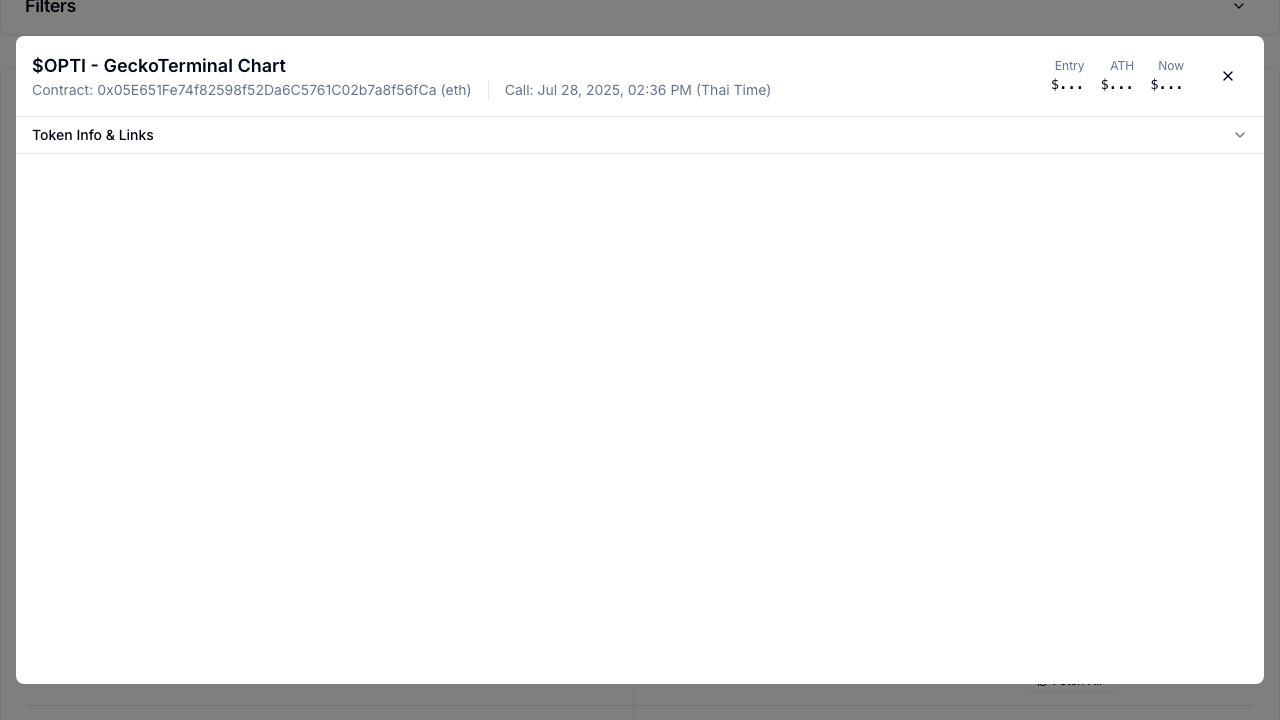 Filters
$OPTI - GeckoTerminal Chart
Contract: 0x05E651Fe74f82598f52Da6C5761C02b7a8f56fCa (eth)
Call: Jul 28, 2025, 02:36 PM (Thai Time)
Entry
ATH
Now
$...
$...
$...
Token Info & Links